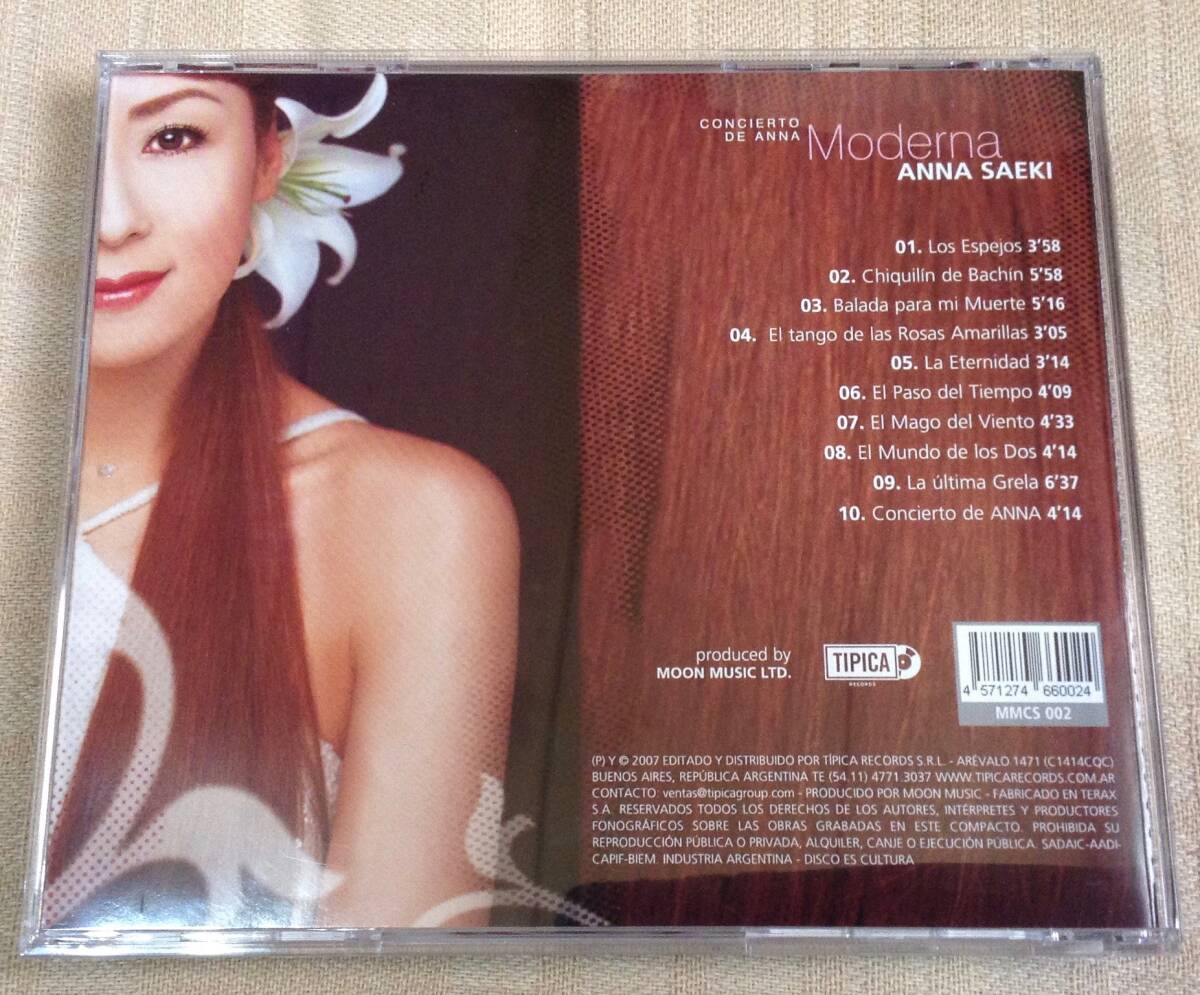 CONCIERTO
DE ANNA
Moderna
ANNA SAEKI
01. Los Espejos 3'58
02. Chiquilín de Bachín 5'58
03. Balada para mi Muerte 5'16
04. El tango de las Rosas Amarillas 3'05
05. La Eternidad 3'14
06. El Paso del Tiempo 4'09
07. El Mago del Viento 4'33
08. El Mundo de los Dos 4'14
09. La última Grela 6'37
10. Concierto de ANNA 4'14
produced by
MOON MUSIC LTD.
TIPICA
RECORDS
4 571274 660024
MMCS 002
(P) Y © 2007 EDITADO Y DISTRIBUIDO POR TÍPICA RECORDS S.R.L. - ARÉVALO 1471 (C1414CQC)
BUENOS AIRES, REPÚBLICA ARGENTINA TE (54.11) 4771.3037 WWW.TIPICARECORDS.COM.AR
CONTACTO: ventas@tipicagroup.com - PRODUCIDO POR MOON MUSIC - FABRICADO EN TERAX
S.A. RESERVADOS TODOS LOS DERECHOS DE LOS AUTORES, INTÉRPRETES Y PRODUCTORES
FONOGRÁFICOS SOBRE LAS OBRAS GRABADAS EN ESTE COMPACTO. PROHIBIDA SU
REPRODUCCIÓN PÚBLICA O PRIVADA, ALQUILER, CANJE O EJECUCIÓN PÚBLICA. SADAIC-AADI-
CAPIF-BIEM. INDUSTRIA ARGENTINA - DISCO ES CULTURA